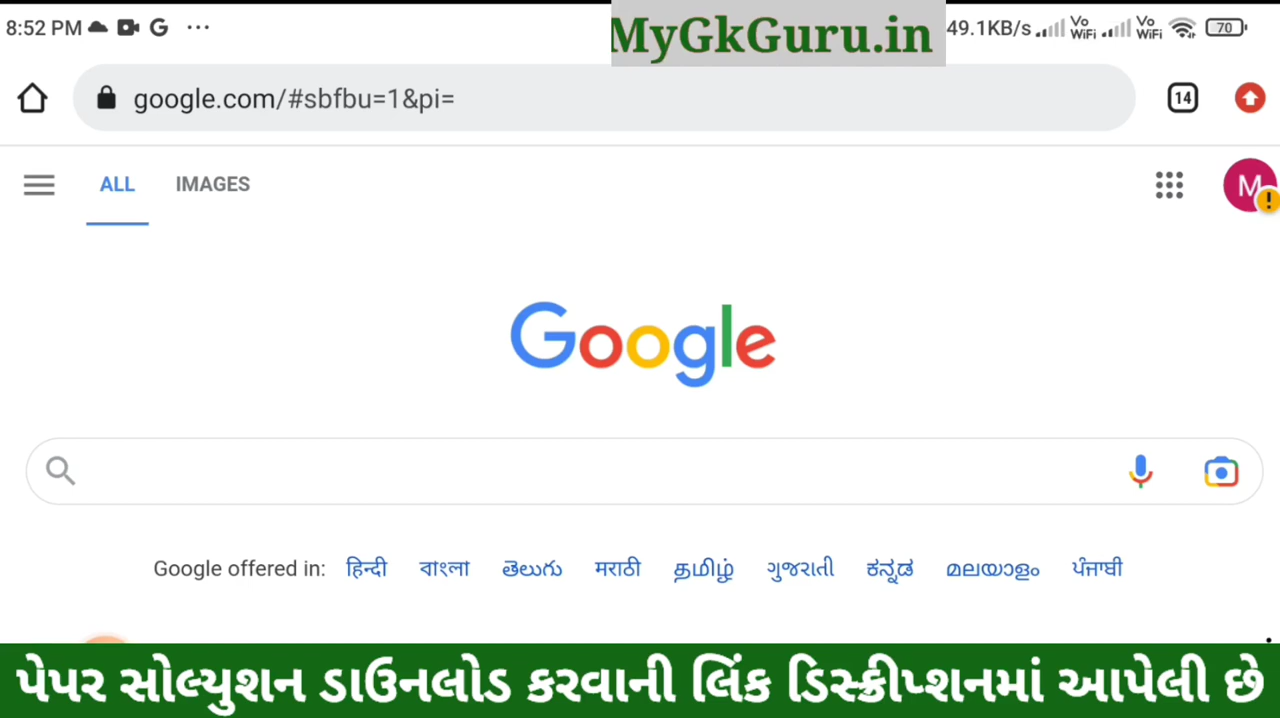 8:52 PM G ... MyGkGuru.in 49.1KB/s Vo WiFi Vo WiFi 70
google.com/#sbfbu=1&pi= 14
ALL IMAGES M
Google
Google offered in: हिन्दी বাংলা తెలుగు मराठी தமிழ் ગુજરાતી ಕನ್ನಡ മലയാളം ਪੰਜਾਬੀ
પેપર સોલ્યુશન ડાઉનલોડ કરવાની લિંક ડિસ્ક્રીપ્શનમાં આપેલી છે